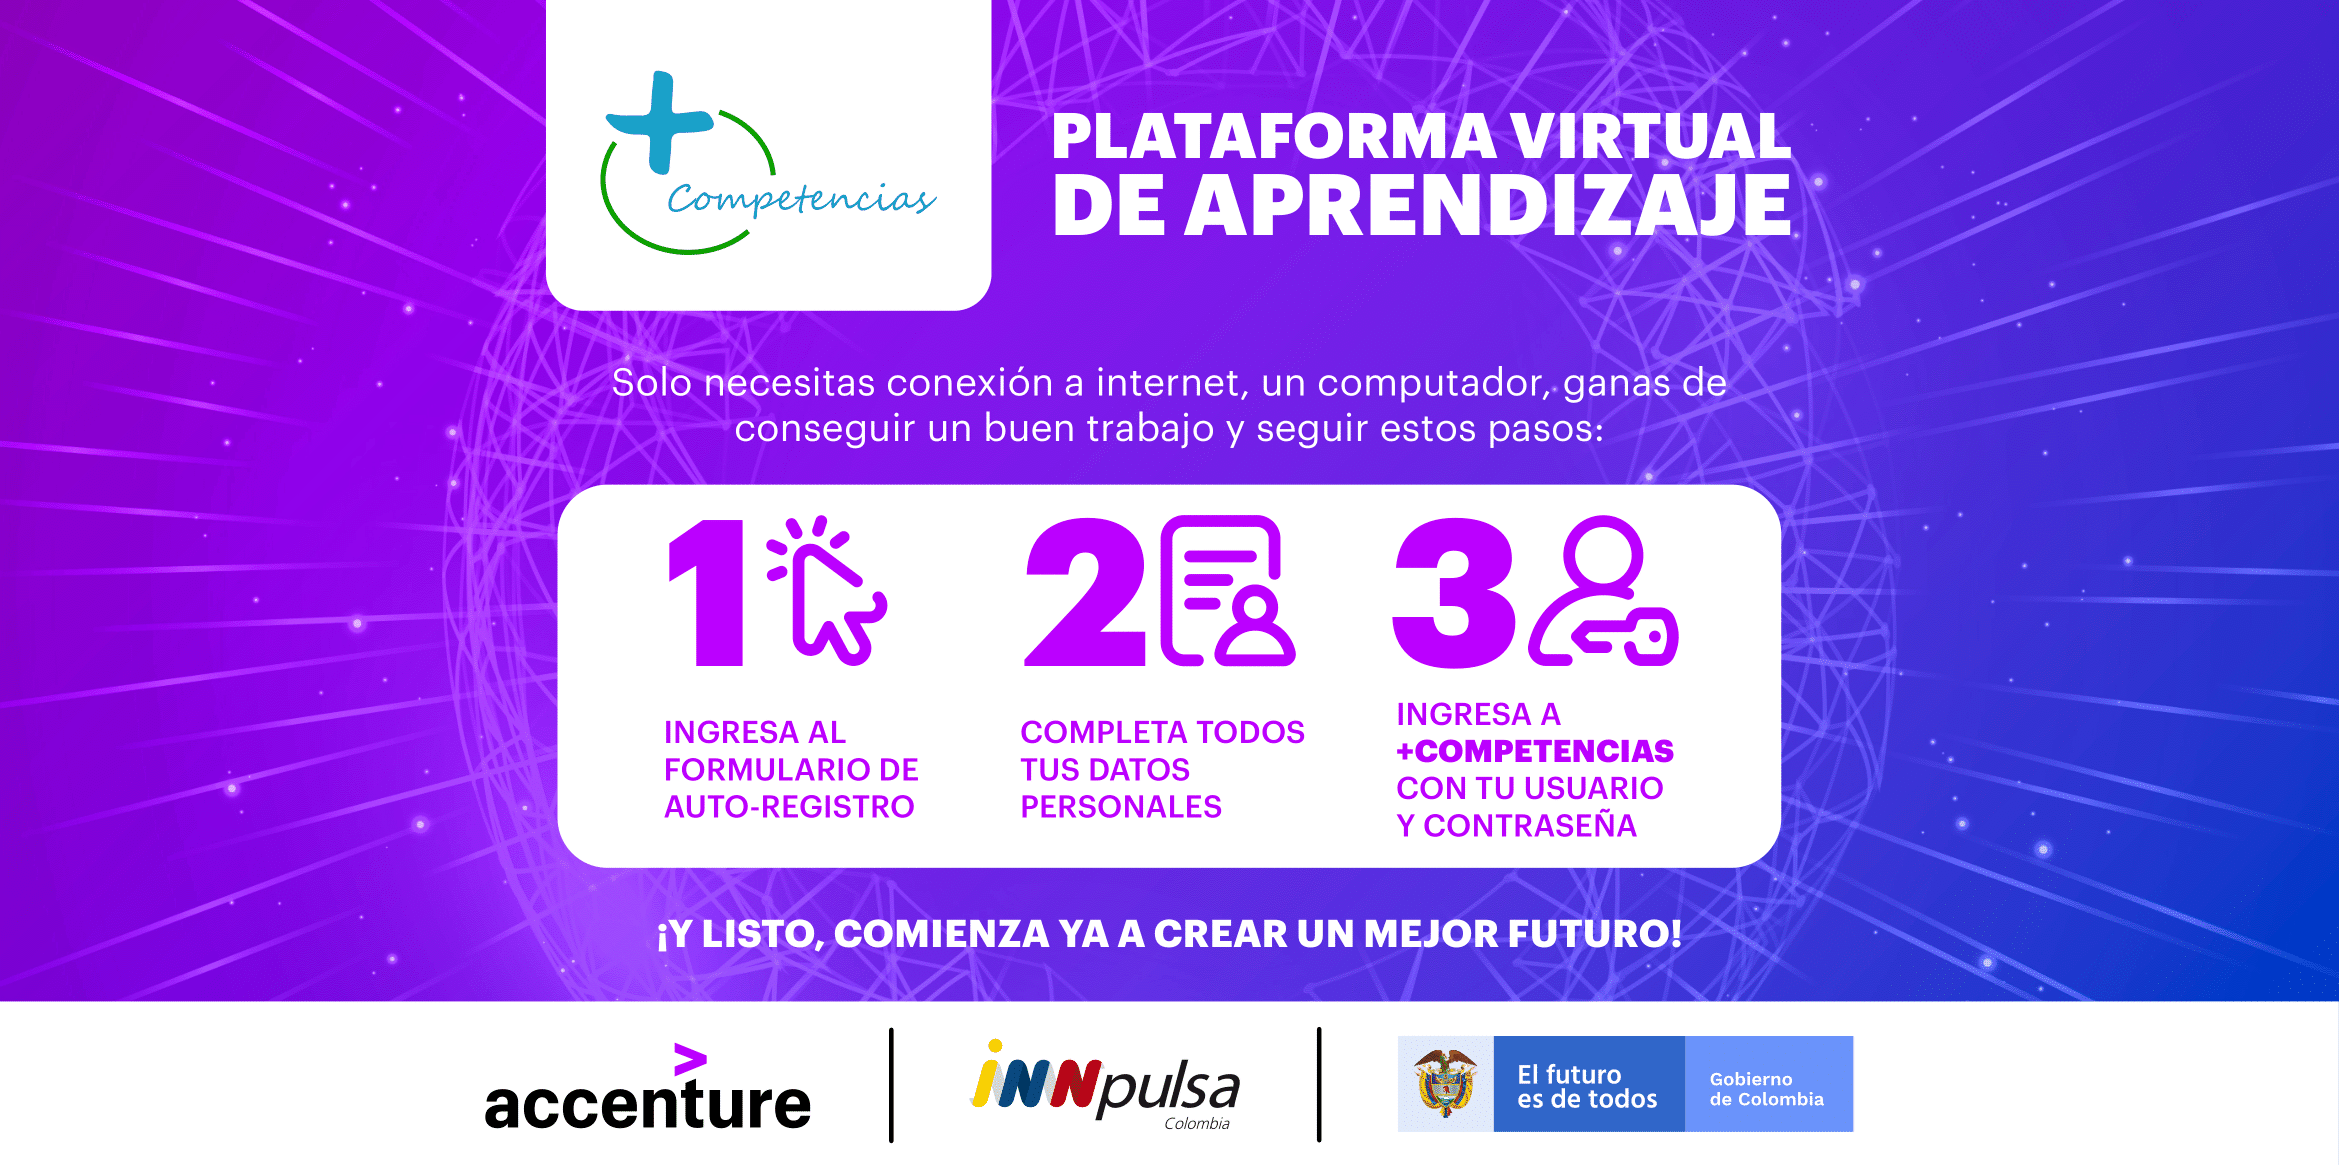 +
Competencias
PLATAFORMA VIRTUAL
DE APRENDIZAJE
Solo necesitas conexión a internet, un computador, ganas de
conseguir un buen trabajo y seguir estos pasos:
1
INGRESA AL
FORMULARIO DE
AUTO-REGISTRO
2
COMPLETA TODOS
TUS DATOS
PERSONALES
3
INGRESA A
+COMPETENCIAS
CON TU USUARIO
Y CONTRASEÑA
¡Y LISTO, COMIENZA YA A CREAR UN MEJOR FUTURO!
>
accenture
iNNpulsa
Colombia
El futuro
es de todos
Gobierno
de Colombia